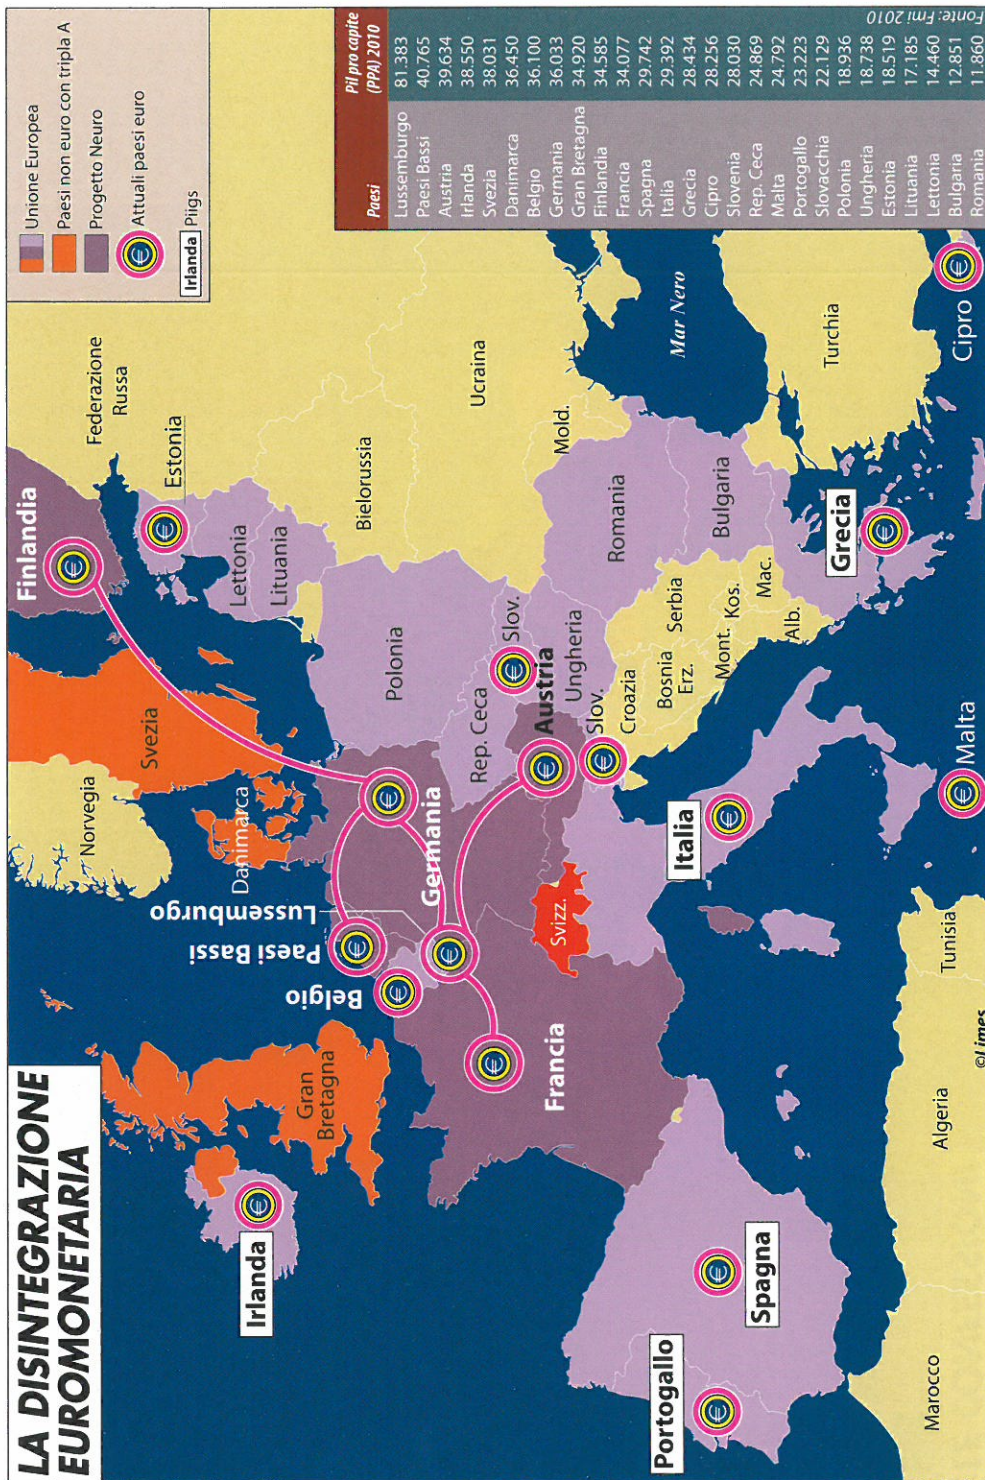 LA DISINTEGRAZIONE
EUROMONETARIA
Unione Europea
Paesi non euro con tripla A
Progetto Neuro
€ Attuali paesi euro
Irlanda Piigs
Paesi Pil pro capite
(PPA) 2010
Lussemburgo 81.383
Paesi Bassi 40.765
Austria 39.634
Irlanda 38.550
Svezia 38.031
Danimarca 36.450
Belgio 36.100
Germania 36.033
Gran Bretagna 34.920
Finlandia 34.585
Francia 34.077
Spagna 29.742
Italia 29.392
Grecia 28.434
Cipro 28.256
Slovenia 28.030
Rep. Ceca 24.869
Malta 24.792
Portogallo 23.223
Slovacchia 22.129
Polonia 18.936
Ungheria 18.738
Estonia 18.519
Lituania 17.185
Lettonia 14.460
Bulgaria 12.851
Romania 11.860
Fonte: Fmi 2010
Finlandia
€
Federazione
Russa
Estonia
€
Norvegia
Svezia
Lettonia
Lituania
Danimarca
Bielorussia
Irlanda
€
Gran
Bretagna
Paesi Bassi
€
Lussemburgo
€
Belgio
€
Germania
€
Polonia
Ucraina
Rep. Ceca
Slov.
€
Mold.
Francia
€
Svizz.
Austria
€
Ungheria
Slov.
€
Croazia
Romania
Bosnia
Erz.
Serbia
Mont.
Kos.
Mac.
Alb.
Bulgaria
Mar Nero
Portogallo
€
Spagna
€
Italia
€
Grecia
€
Turchia
Malta
€
Cipro
€
Marocco
Algeria
Tunisia
©Limes